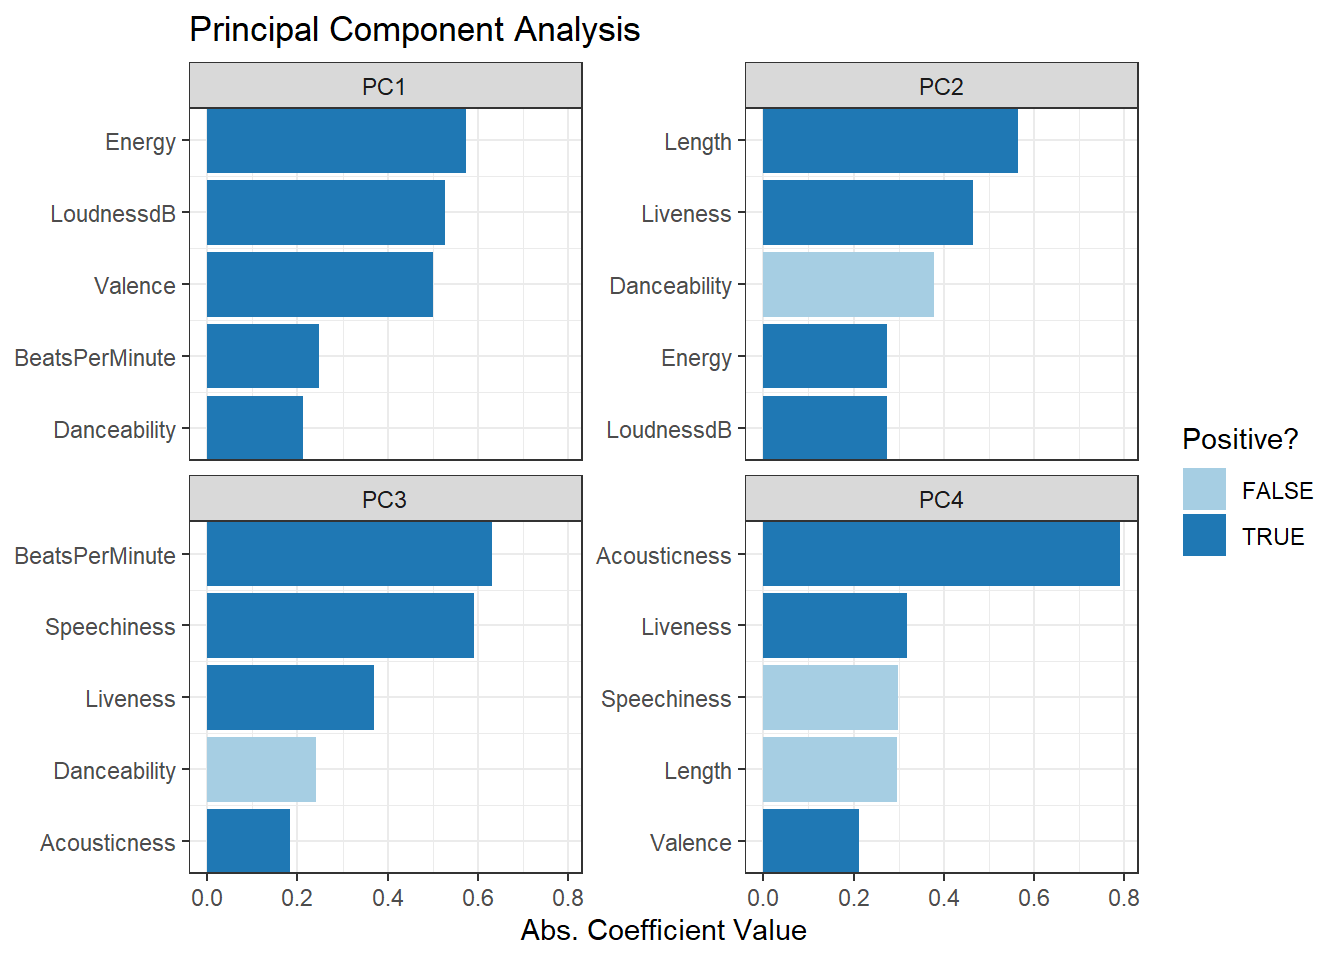 Principal Component Analysis
PC1
Energy
LoudnessdB
Valence
BeatsPerMinute
Danceability
PC2
Length
Liveness
Danceability
Energy
LoudnessdB
PC3
BeatsPerMinute
Speechiness
Liveness
Danceability
Acousticness
0.0 0.2 0.4 0.6 0.8
PC4
Acousticness
Liveness
Speechiness
Length
Valence
0.0 0.2 0.4 0.6 0.8
Abs. Coefficient Value
Positive?
FALSE
TRUE